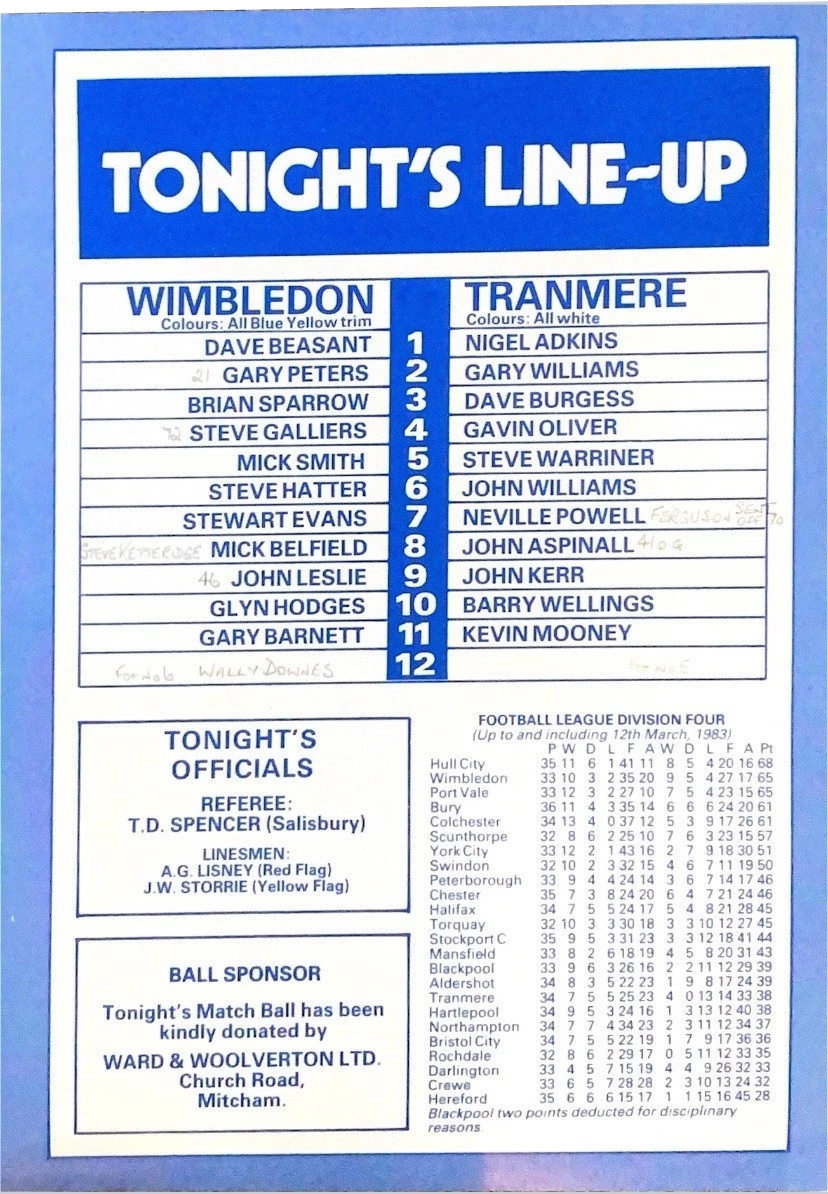 TONIGHT'S LINE-UP
WIMBLEDON
Colours: All Blue Yellow trim
TRANMERE
Colours: All white
DAVE BEASANT 1 NIGEL ADKINS
21 GARY PETERS 2 GARY WILLIAMS
BRIAN SPARROW 3 DAVE BURGESS
72 STEVE GALLIERS 4 GAVIN OLIVER
MICK SMITH 5 STEVE WARRINER
STEVE HATTER 6 JOHN WILLIAMS
STEWART EVANS 7 NEVILLE POWELL FERGUSON SENT OFF 70
STEVE KETTERIDGE MICK BELFIELD 8 JOHN ASPINALL 41 O.G
46 JOHN LESLIE 9 JOHN KERR
GLYN HODGES 10 BARRY WELLINGS
GARY BARNETT 11 KEVIN MOONEY
For No 6 WALLY DOWNES 12 For No 5
TONIGHT'S
OFFICIALS
REFEREE:
T.D. SPENCER (Salisbury)
LINESMEN:
A.G. LISNEY (Red Flag)
J.W. STORRIE (Yellow Flag)
BALL SPONSOR
Tonight's Match Ball has been
kindly donated by
WARD & WOOLVERTON LTD.
Church Road,
Mitcham.
FOOTBALL LEAGUE DIVISION FOUR
(Up to and including 12th March, 1983)
P W D L F A W D L F A Pt
Hull City 35 11 6 1 41 11 8 5 4 20 16 68
Wimbledon 33 10 3 2 35 20 9 5 4 27 17 65
Port Vale 33 12 3 2 27 10 7 5 4 23 15 65
Bury 36 11 4 3 35 14 6 6 6 24 20 61
Colchester 34 13 4 0 37 12 5 3 9 17 26 61
Scunthorpe 32 8 6 2 25 10 7 6 3 23 15 57
York City 33 12 2 1 43 16 2 7 9 18 30 51
Swindon 32 10 2 3 32 15 4 6 7 11 19 50
Peterborough 33 9 4 4 24 14 3 6 7 14 17 46
Chester 35 7 3 8 24 20 6 4 7 21 24 46
Halifax 34 7 5 5 24 17 5 4 8 21 28 45
Torquay 32 10 3 3 30 18 3 3 10 12 27 45
Stockport C 35 9 5 3 31 23 3 3 12 18 41 44
Mansfield 33 8 2 6 18 19 4 5 8 20 31 43
Blackpool 33 9 6 3 26 16 2 2 11 12 29 39
Aldershot 34 8 3 5 22 23 1 9 8 17 24 39
Tranmere 34 7 5 5 25 23 4 0 13 14 33 38
Hartlepool 34 9 5 3 24 16 1 3 13 12 40 38
Northampton 34 7 7 4 34 23 2 3 11 12 34 37
Bristol City 34 7 5 5 22 19 1 7 9 17 36 36
Rochdale 32 8 6 2 29 17 0 5 11 12 33 35
Darlington 33 4 5 7 15 19 4 4 9 26 32 33
Crewe 33 6 5 7 28 28 2 3 10 13 24 32
Hereford 35 6 6 6 15 17 1 1 15 16 45 28
Blackpool two points deducted for disciplinary
reasons